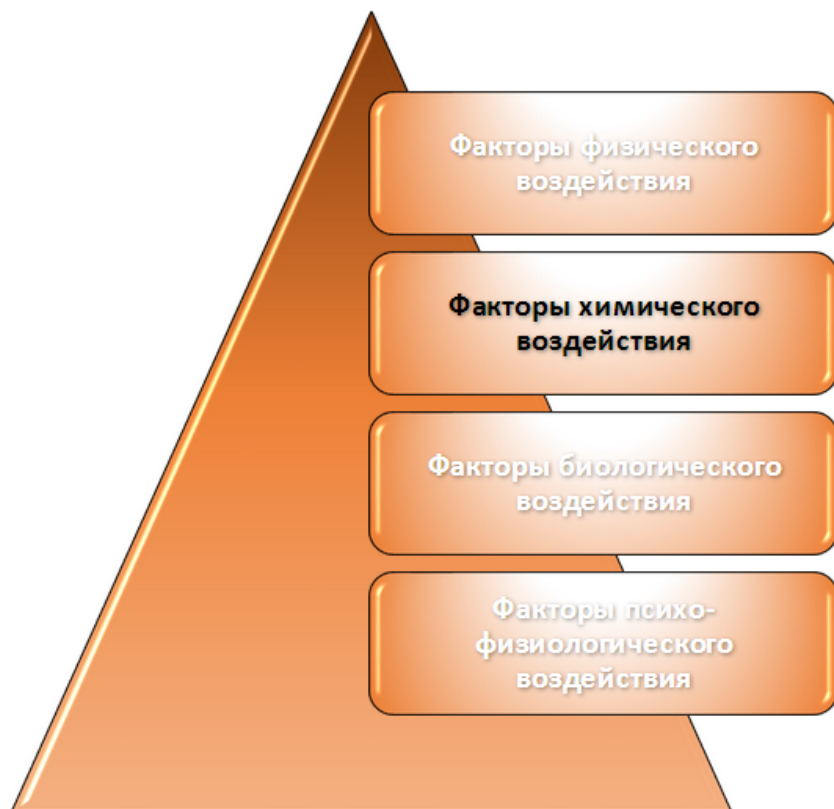 Факторы физического
воздействия
Факторы химического
воздействия
Факторы биологического
воздействия
Факторы психо-
физиологического
воздействия